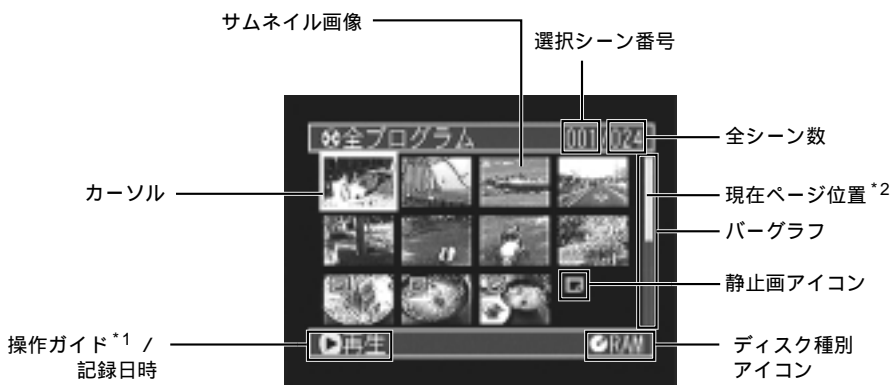 サムネイル画像
選択シーン番号
全プログラム 001/024
全シーン数
カーソル
現在ページ位置*2
バーグラフ
静止画アイコン
操作ガイド*1 /
記録日時
再生
RAM
ディスク種別
アイコン